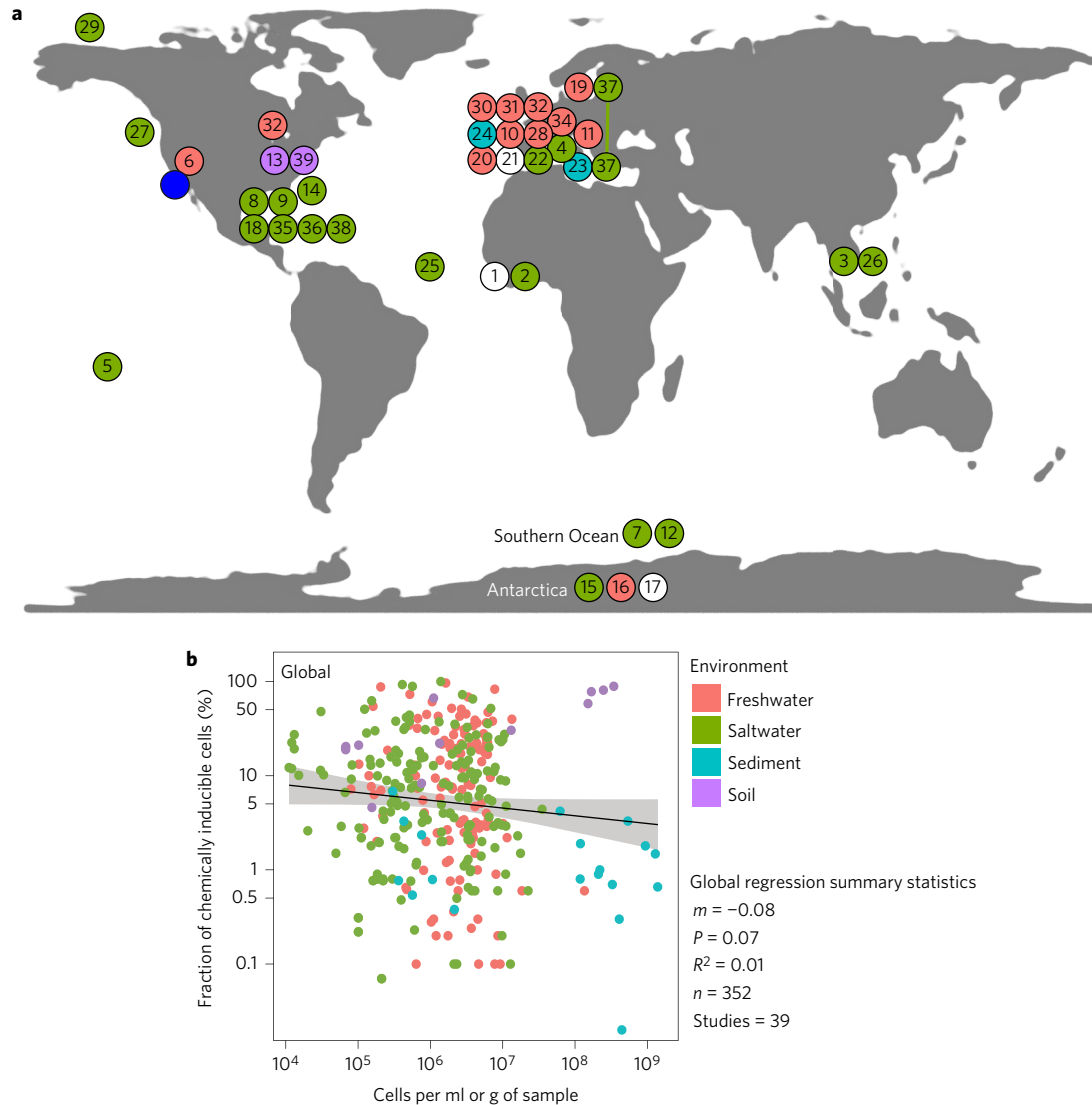 a
29
27
32
6
13 39
14
8 9
18 35 36 38
25
5
19 37
30 31 32
34
24 10 28 11
4
20 21 22 23 37
1 2
3 26
Southern Ocean 7 12
Antarctica 15 16 17
b
Global
100
50
10
5
1
0.5
0.1
Fraction of chemically inducible cells (%)
10⁴ 10⁵ 10⁶ 10⁷ 10⁸ 10⁹
Cells per ml or g of sample
Environment
Freshwater
Saltwater
Sediment
Soil
Global regression summary statistics
m = −0.08
P = 0.07
R² = 0.01
n = 352
Studies = 39